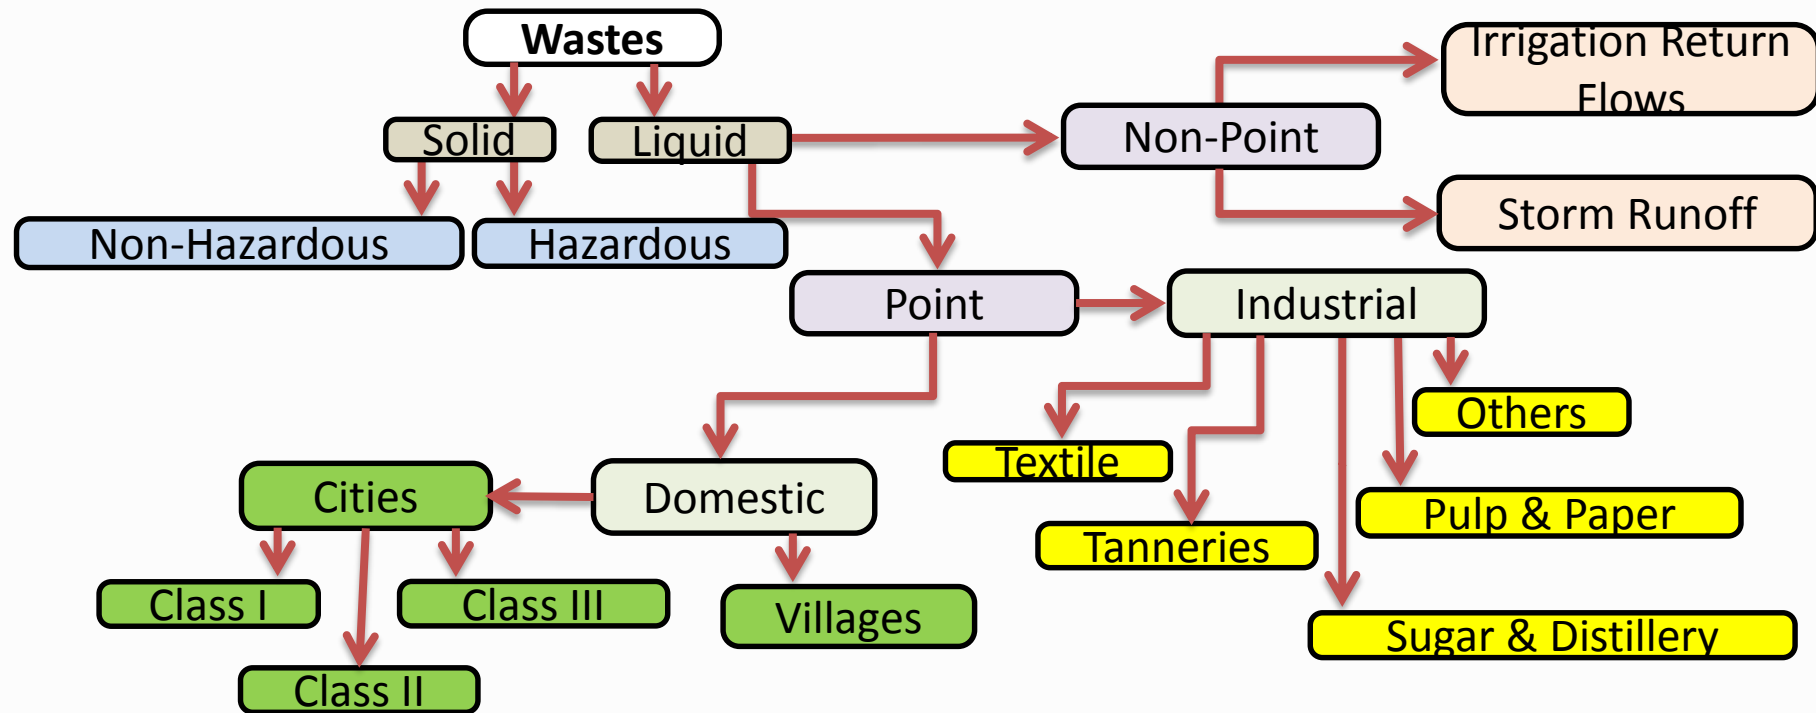 Wastes
Irrigation Return
Flows
Solid
Liquid
Non-Point
Storm Runoff
Non-Hazardous
Hazardous
Point
Industrial
Others
Textile
Cities
Domestic
Pulp & Paper
Tanneries
Class I
Class III
Villages
Sugar & Distillery
Class II